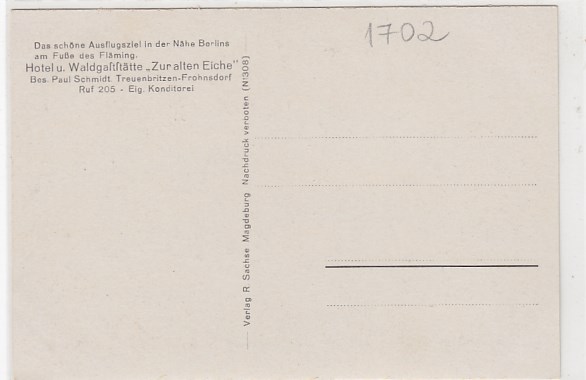 1702
Das schöne Ausflugsziel in der Nähe Berlins
am Fuße des Fläming.
Hotel u. Waldgaſtſtätte „Zur alten Eiche"
Bes. Paul Schmidt Treuenbritzen-Frohnsdorf
Ruf 205 - Eig. Konditorei
Verlag R. Sachse Magdeburg Nachdruck verboten (N:308)